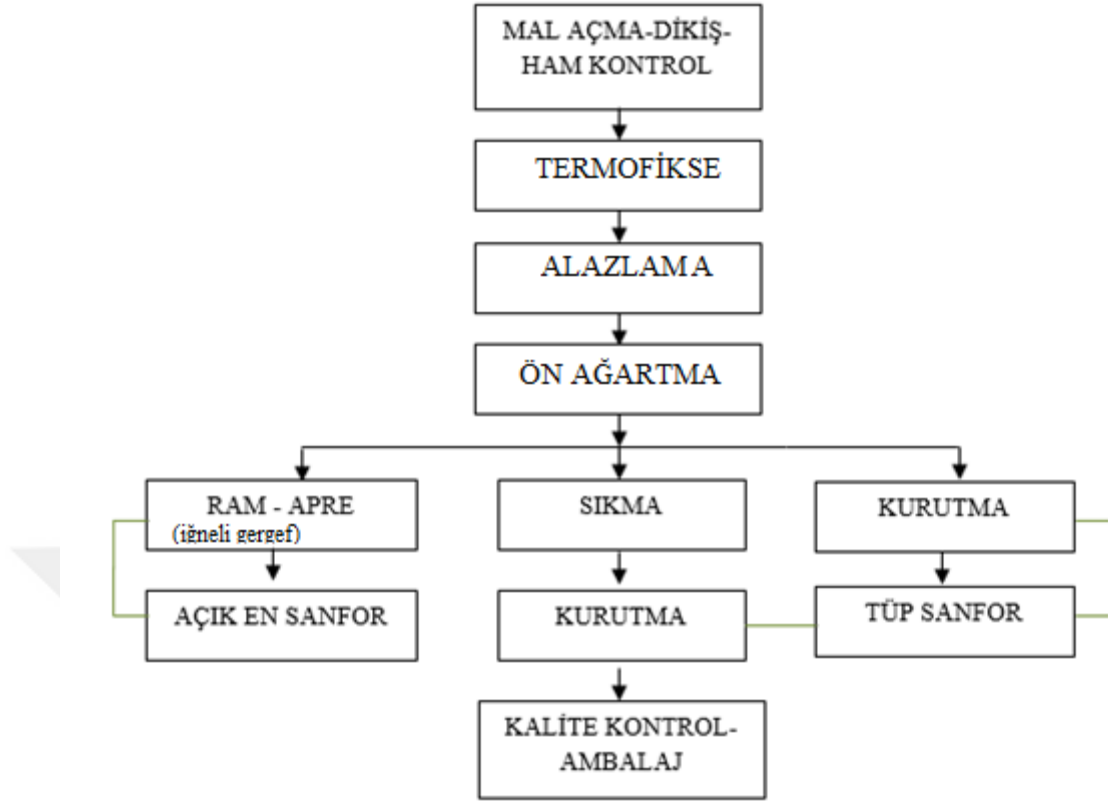 MAL AÇMA-DİKİŞ-
HAM KONTROL
TERMOFİKSE
ALAZLAMA
ÖN AĞARTMA
RAM - APRE
(iğneli gergef)
SIKMA
KURUTMA
AÇIK EN SANFOR
KURUTMA
TÜP SANFOR
KALİTE KONTROL-
AMBALAJ